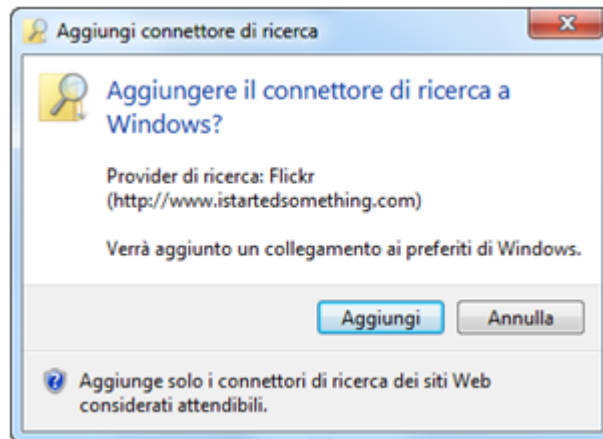 Aggiungi connettore di ricerca
Aggiungere il connettore di ricerca a
Windows?
Provider di ricerca: Flickr
(http://www.istartedsomething.com)
Verrà aggiunto un collegamento ai preferiti di Windows.
Aggiungi Annulla
Aggiunge solo i connettori di ricerca dei siti Web
considerati attendibili.